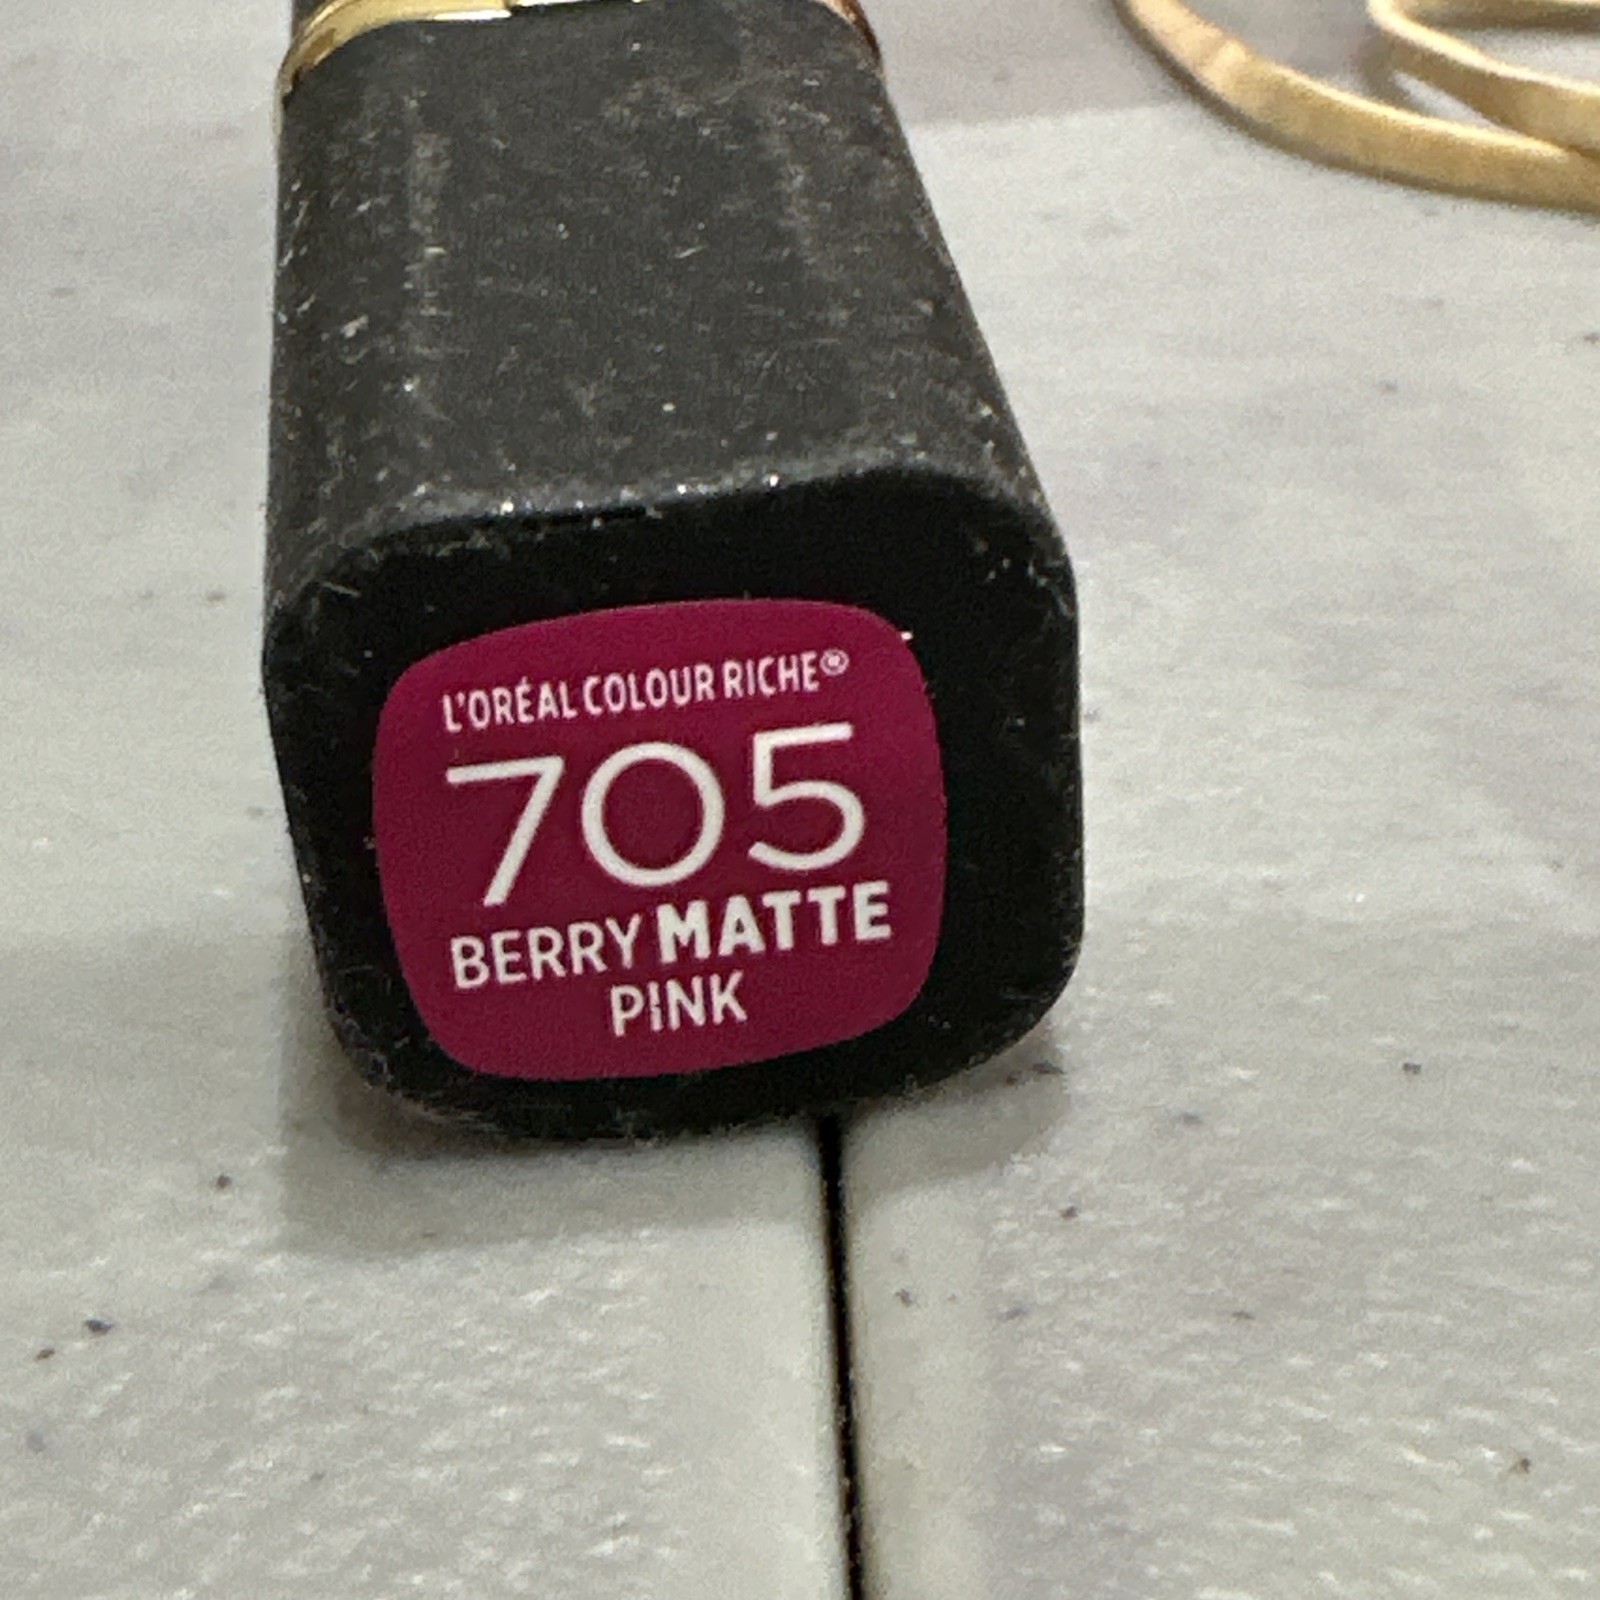 L'ORÉAL COLOUR RICHE®
705
BERRY MATTE
PINK